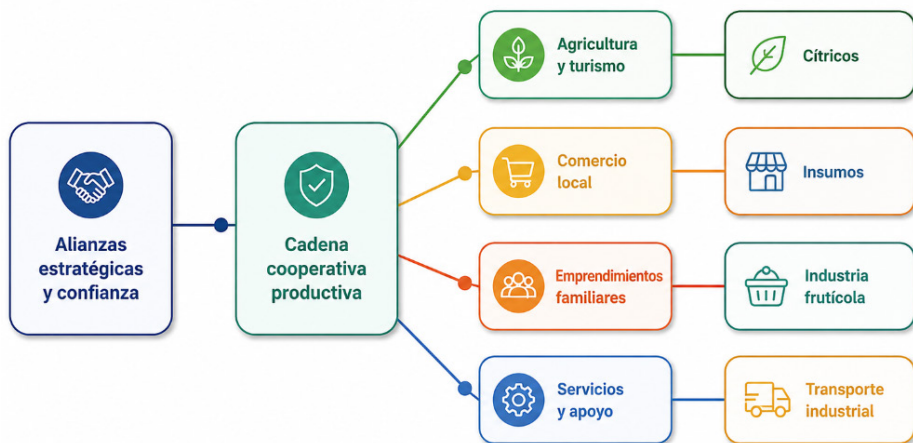 Alianzas
estratégicas
y confianza
Cadena
cooperativa
productiva
Agricultura
y turismo
Cítricos
Comercio
local
Insumos
Emprendimientos
familiares
Industria
frutícola
Servicios
y apoyo
Transporte
industrial